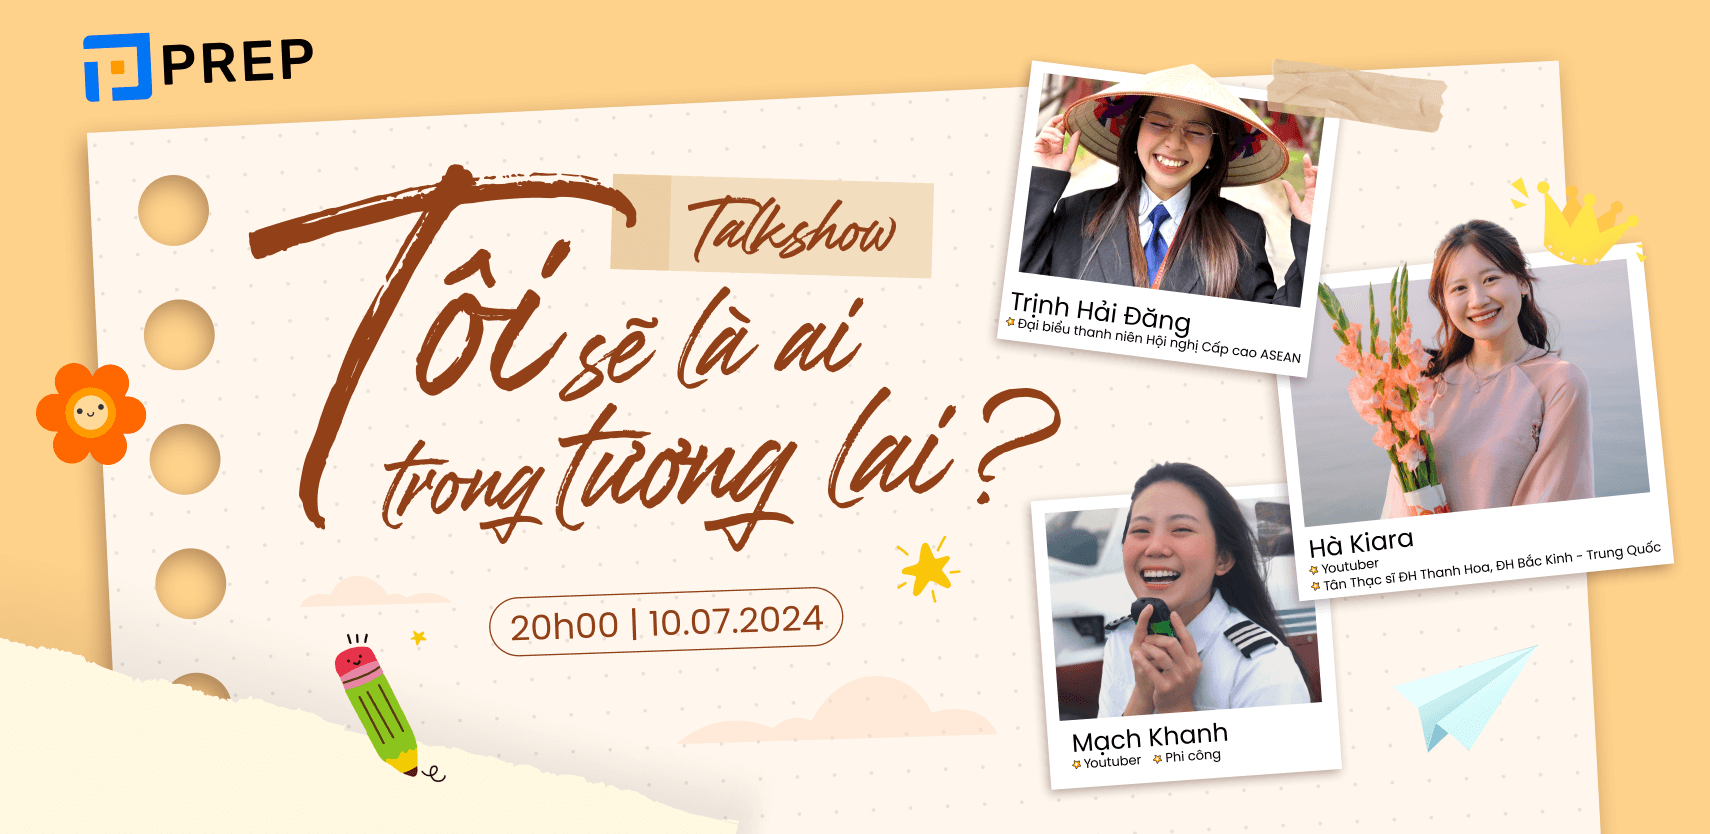 PREP
Talkshow
Tôi sẽ là ai
trong tương lai?
20h00 | 10.07.2024
Trịnh Hải Đăng
Đại biểu thanh niên Hội nghị Cấp cao ASEAN
Hà Kiara
Youtuber
Tân Thạc sĩ ĐH Thanh Hoa, ĐH Bắc Kinh - Trung Quốc
Mạch Khanh
Youtuber Phi công